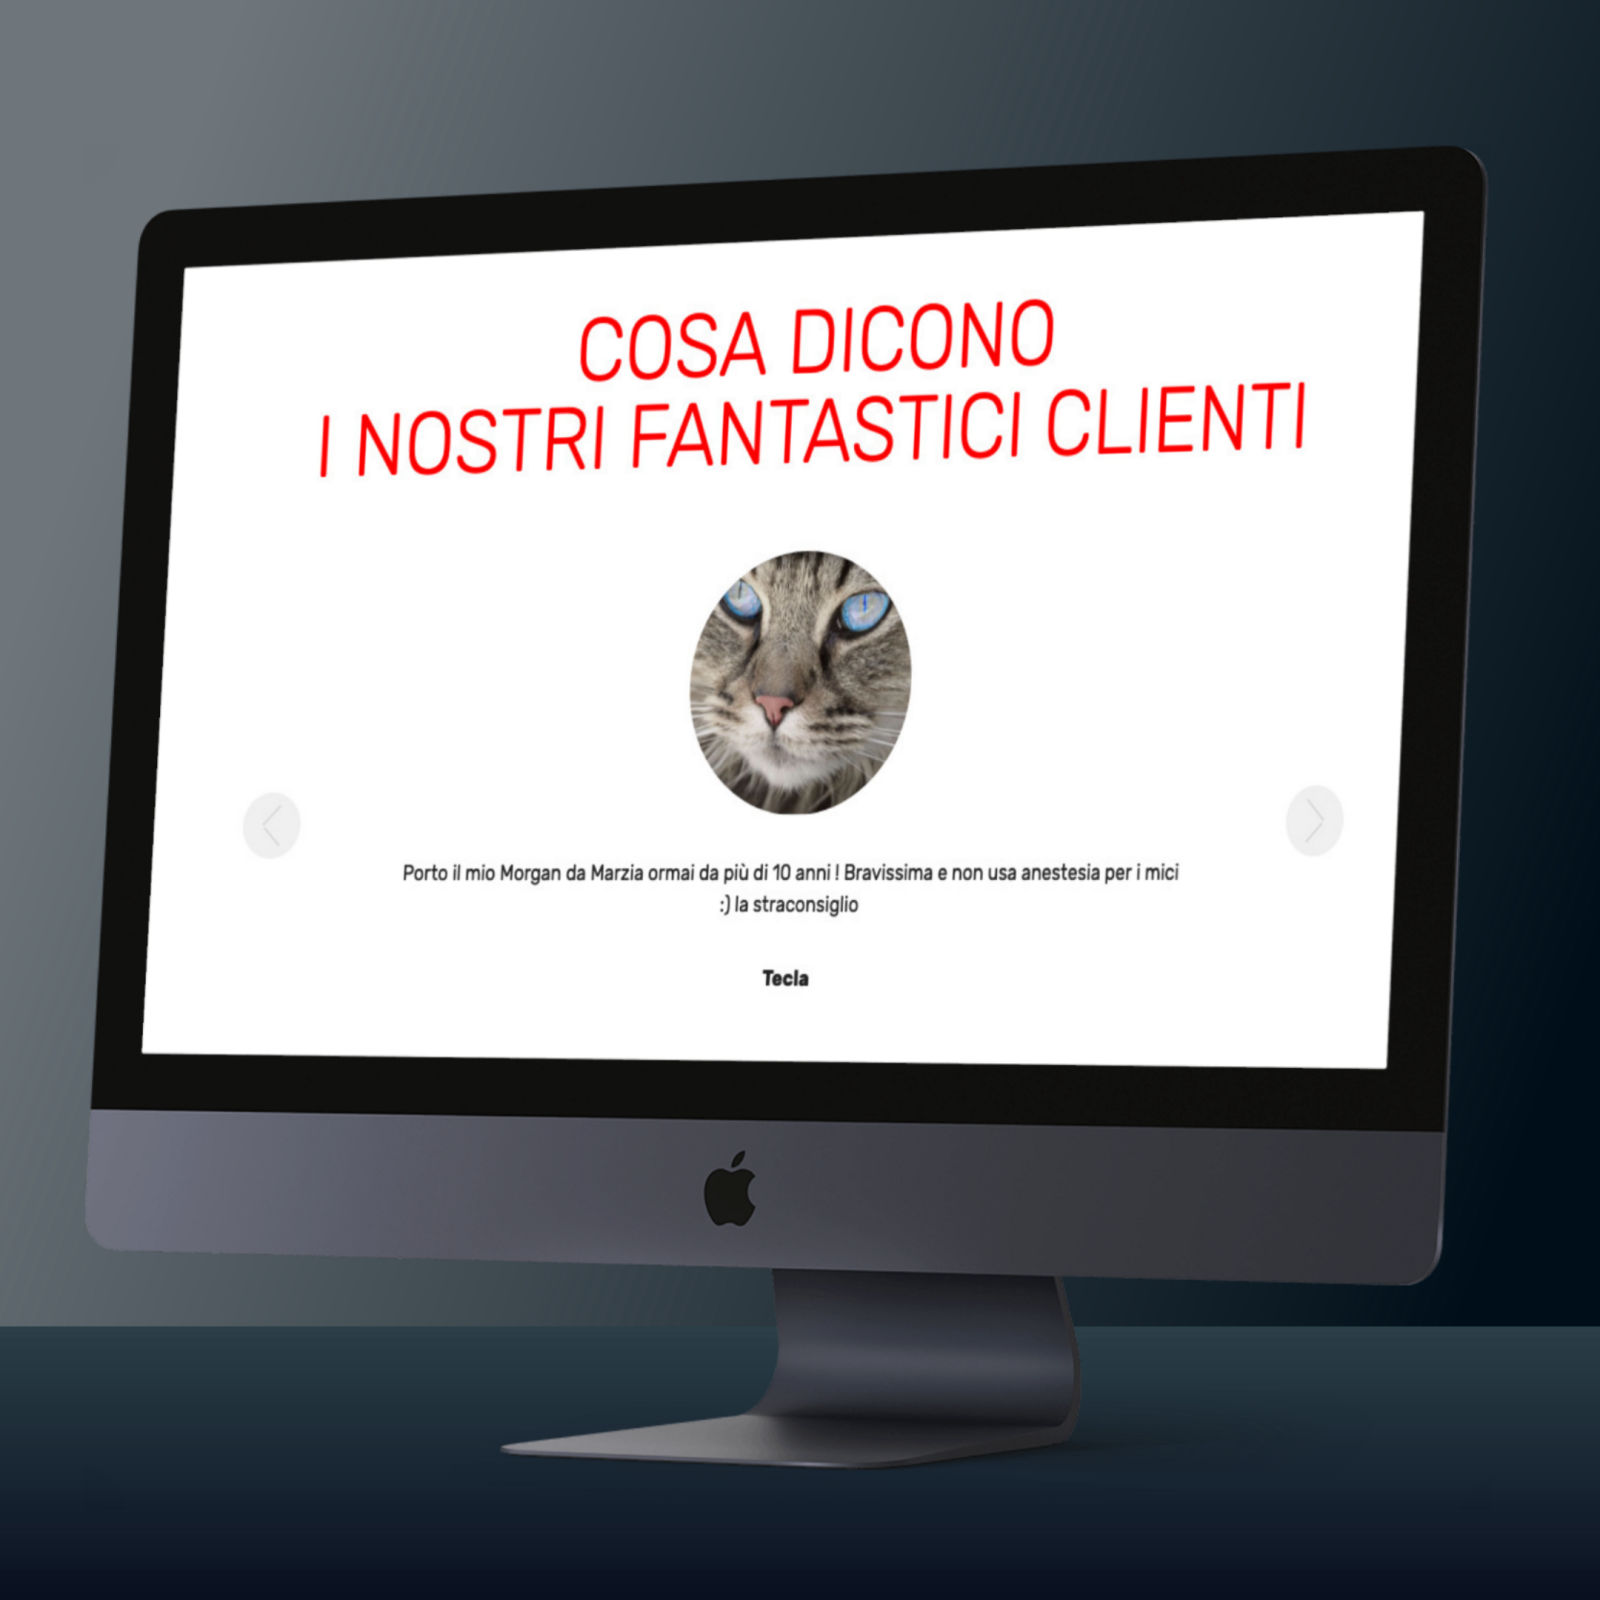 COSA DICONO
I NOSTRI FANTASTICI CLIENTI
Porto il mio Morgan da Marzia ormai da più di 10 anni ! Bravissima e non usa anestesia per i mici
:) la straconsiglio
Tecla